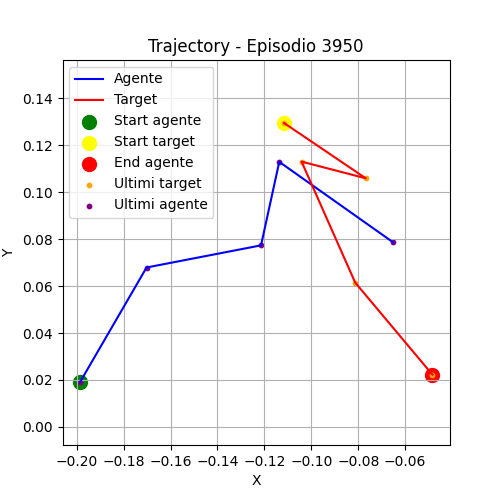 Trajectory - Episodio 3950
Agente
Target
Start agente
Start target
End agente
Ultimi target
Ultimi agente
0.14
0.12
0.10
0.08
0.06
0.04
0.02
0.00
Y
−0.20 −0.18 −0.16 −0.14 −0.12 −0.10 −0.08 −0.06
X